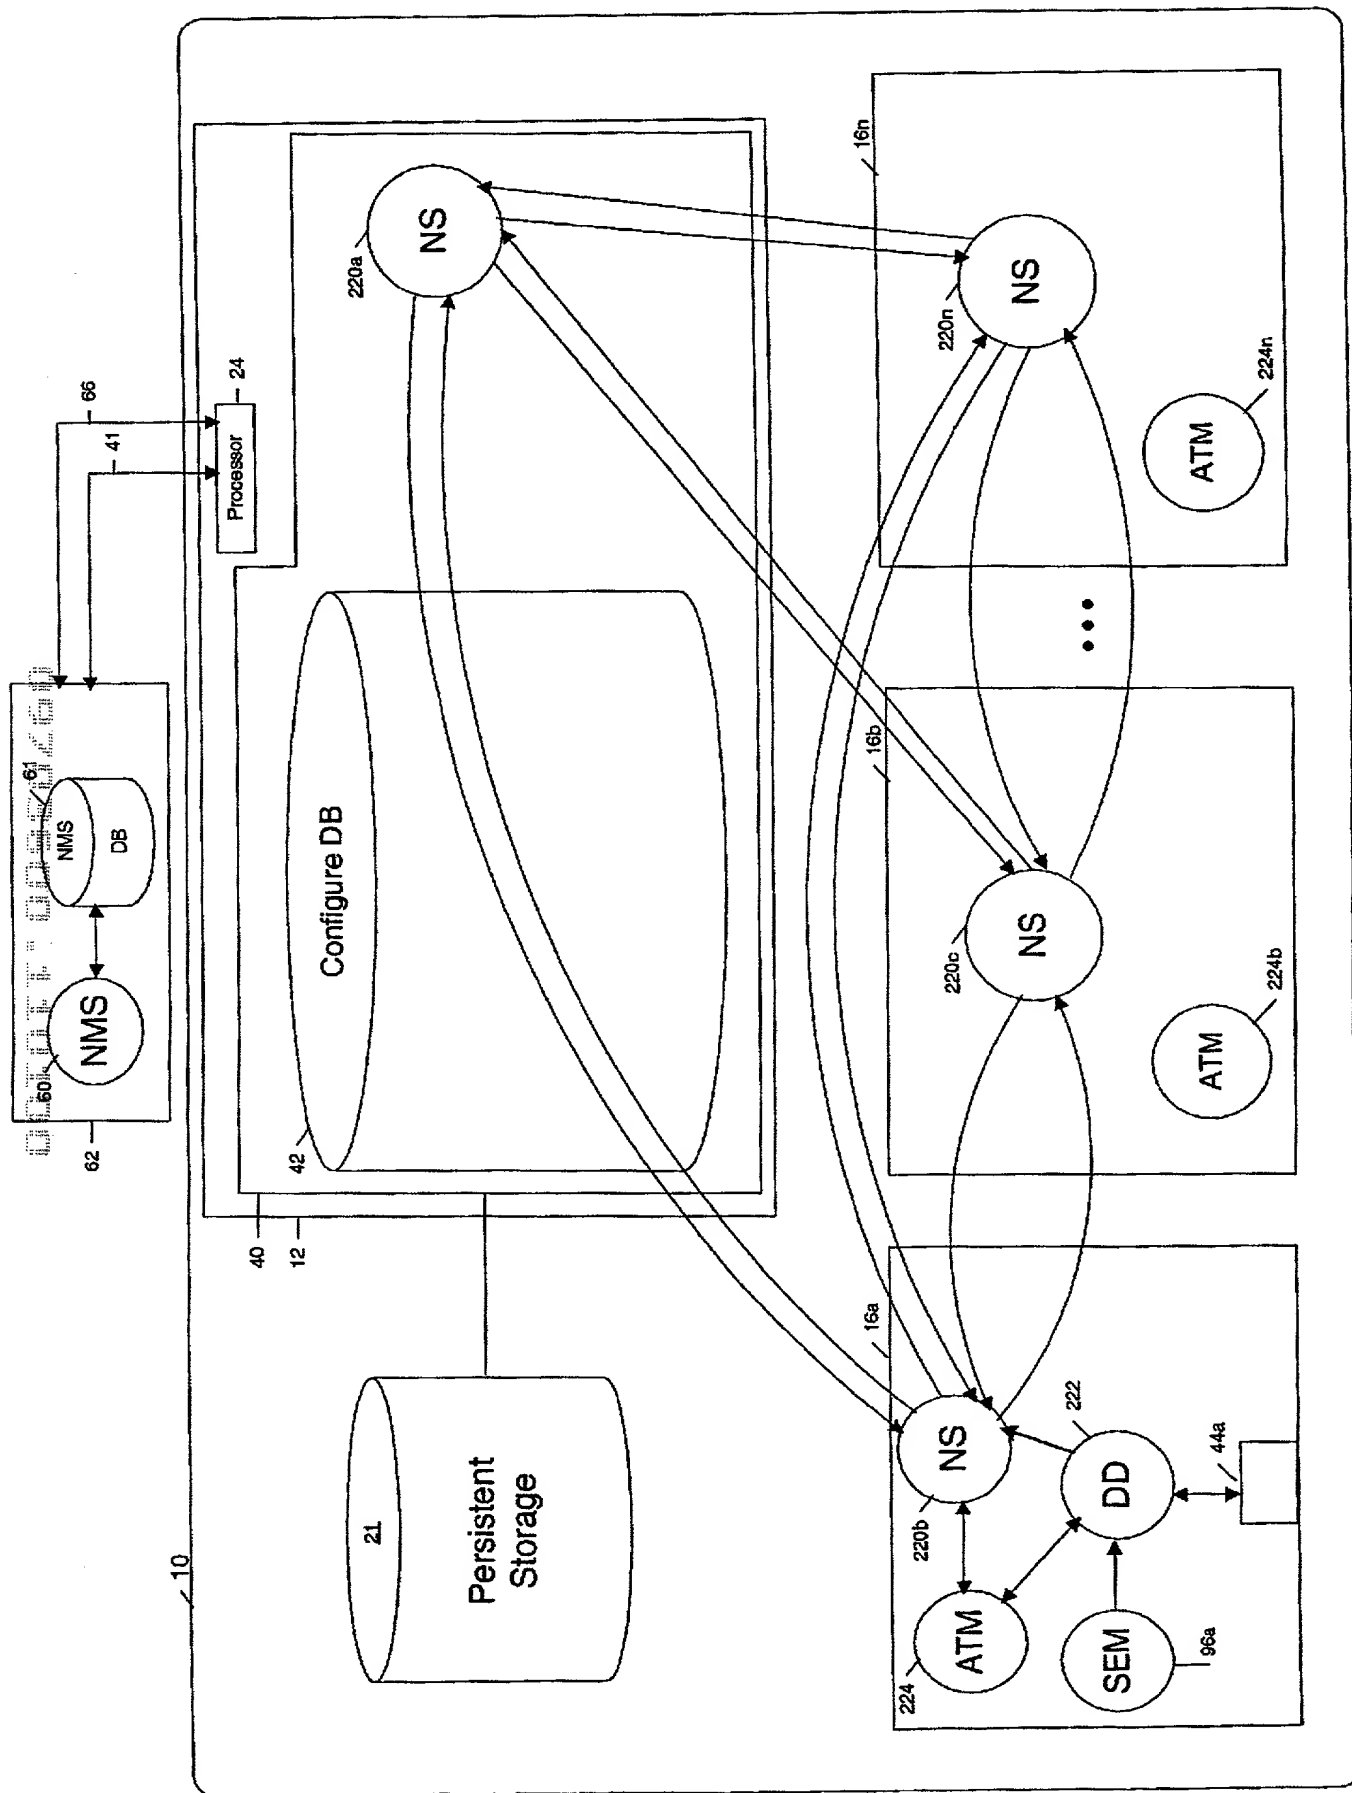 62
60
NMS
61
NMS
DB
66
41
10
24
Processor
40
12
42
Configure DB
220a
NS
21
Persistent
Storage
16a
220b
NS
222
DD
44a
224
ATM
SEM
96a
16b
220c
NS
ATM
224b
16n
220n
NS
ATM
224n